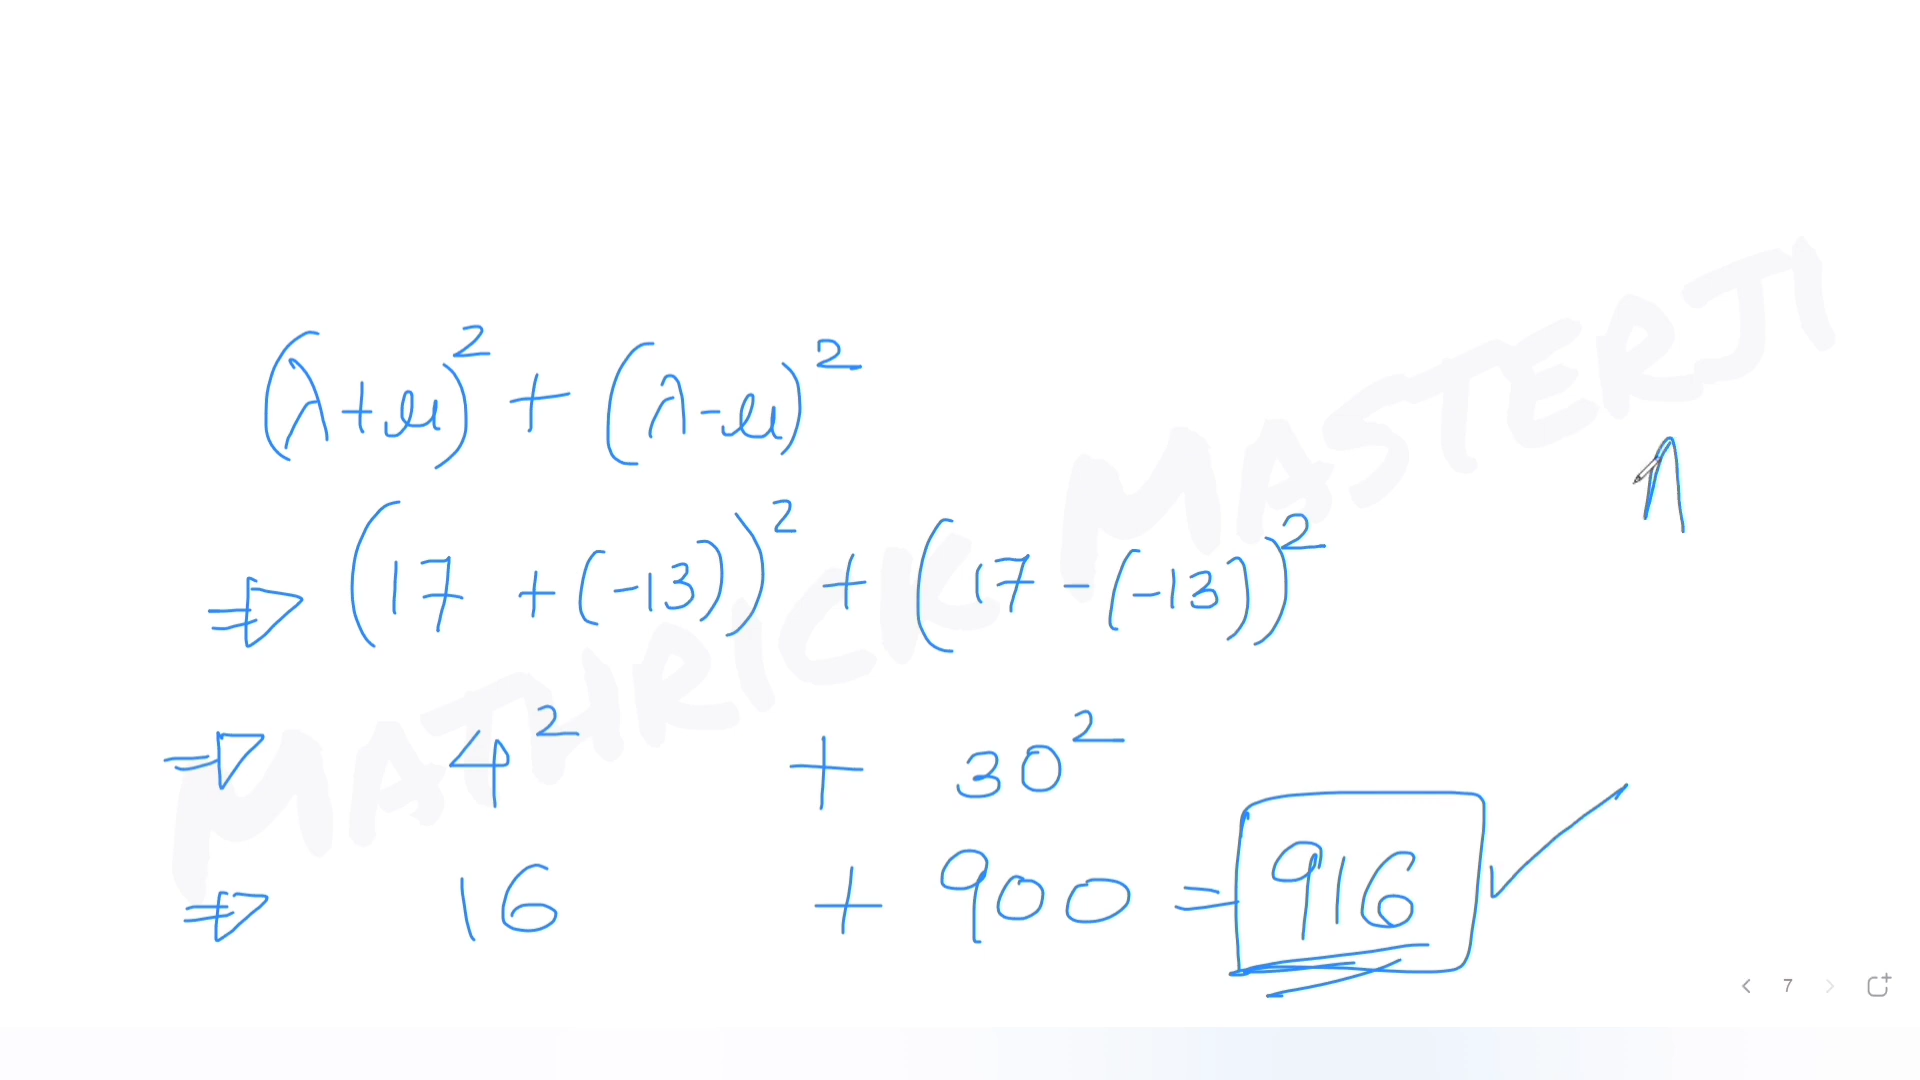 (λ+μ)² + (λ-μ)²
⇒ (17 + (-13))² + (17 - (-13))²
⇒ 4² + 30²
⇒ 16 + 900 = 916 ✓
MATHRICK MASTERJI
< 7 >